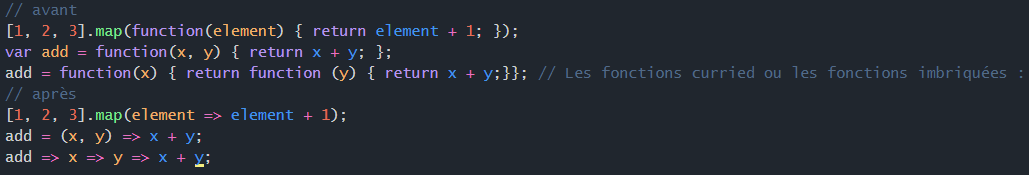 // avant
[1, 2, 3].map(function(element) { return element + 1; });
var add = function(x, y) { return x + y; };
add = function(x) { return function (y) { return x + y;}}; // Les fonctions curried ou les fonctions imbriquées :
// après
[1, 2, 3].map(element => element + 1);
add = (x, y) => x + y;
add => x => y => x + y;